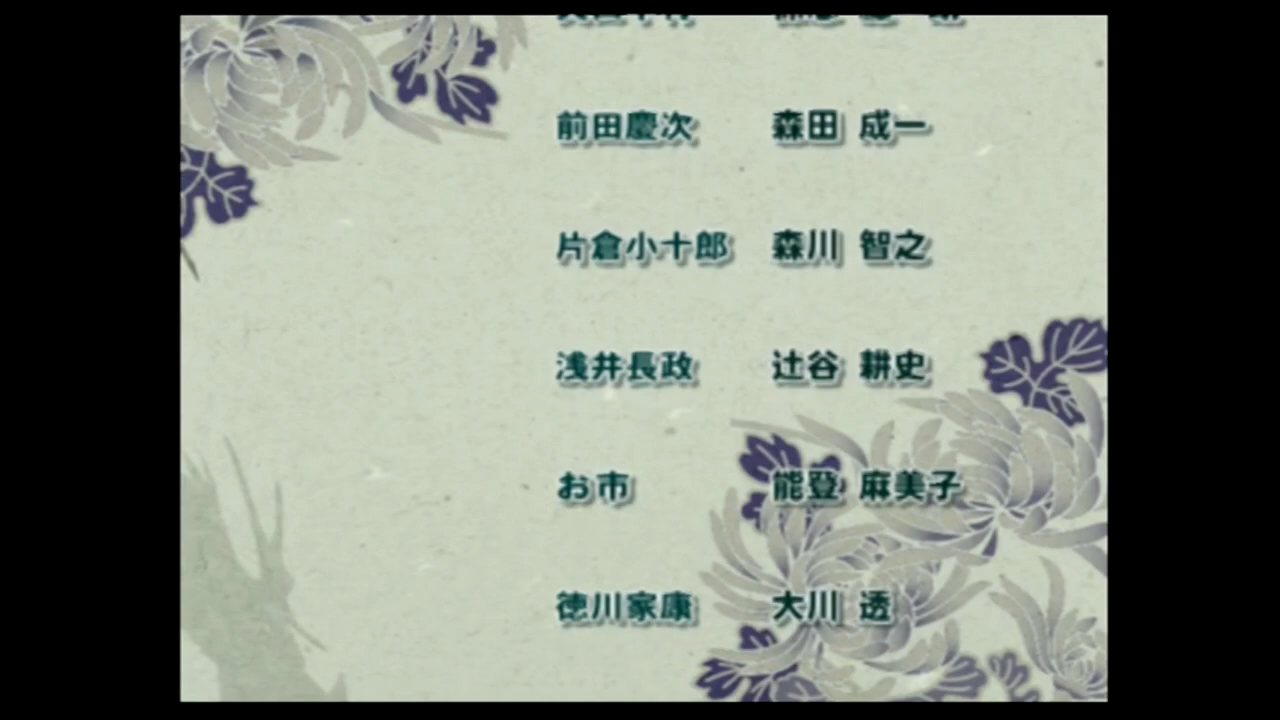 前田慶次 森田 成一
片倉小十郎 森川 智之
浅井長政 辻谷 耕史
お市 能登 麻美子
徳川家康 大川 透